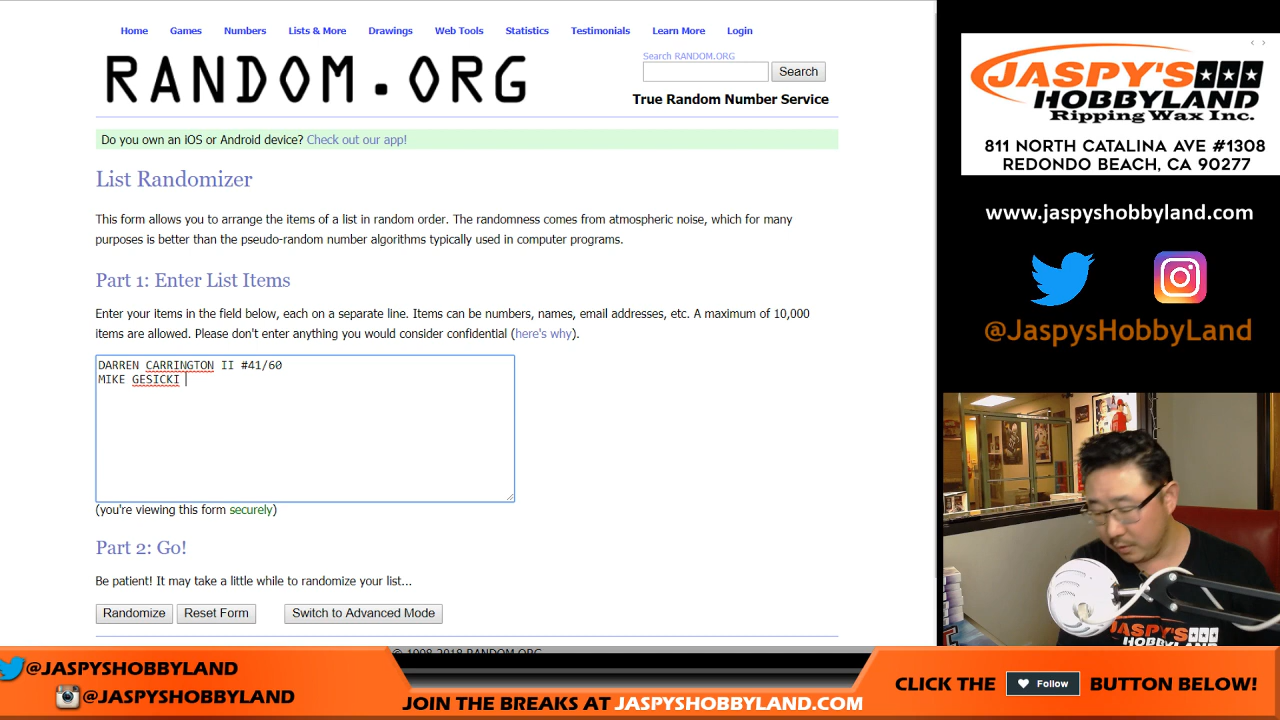 Home Games Numbers Lists & More Drawings Web Tools Statistics Testimonials Learn More Login
RANDOM.ORG
Search RANDOM.ORG
Search
True Random Number Service
Do you own an iOS or Android device? Check out our app!
List Randomizer
This form allows you to arrange the items of a list in random order. The randomness comes from atmospheric noise, which for many
purposes is better than the pseudo-random number algorithms typically used in computer programs.
Part 1: Enter List Items
Enter your items in the field below, each on a separate line. Items can be numbers, names, email addresses, etc. A maximum of 10,000
items are allowed. Please don't enter anything you would consider confidential (here's why).
DARREN CARRINGTON II #41/60
MIKE GESICKI
(you're viewing this form securely)
Part 2: Go!
Be patient! It may take a little while to randomize your list...
Randomize Reset Form Switch to Advanced Mode
© 1998-2018 RANDOM.ORG
JASPY'S
HOBBYLAND
Ripping Wax Inc.
811 NORTH CATALINA AVE #1308
REDONDO BEACH, CA 90277
www.jaspyshobbyland.com
@JaspysHobbyLand
JASPY'S
@JASPYSHOBBYLAND
@JASPYSHOBBYLAND
JOIN THE BREAKS AT JASPYSHOBBYLAND.COM
CLICK THE Follow BUTTON BELOW!